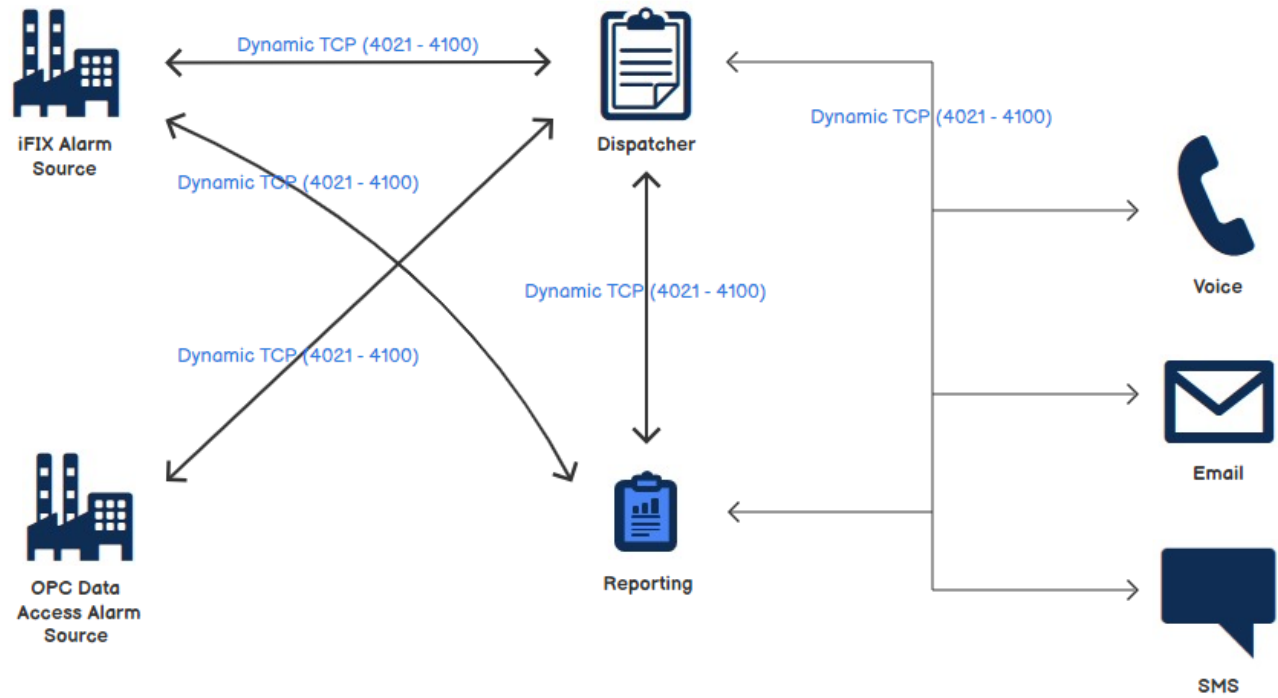 Dynamic TCP (4021 - 4100)
iFIX Alarm
Source
Dispatcher
Dynamic TCP (4021 - 4100)
Dynamic TCP (4021 - 4100)
Voice
Dynamic TCP (4021 - 4100)
Dynamic TCP (4021 - 4100)
Email
OPC Data
Access Alarm
Source
Reporting
SMS